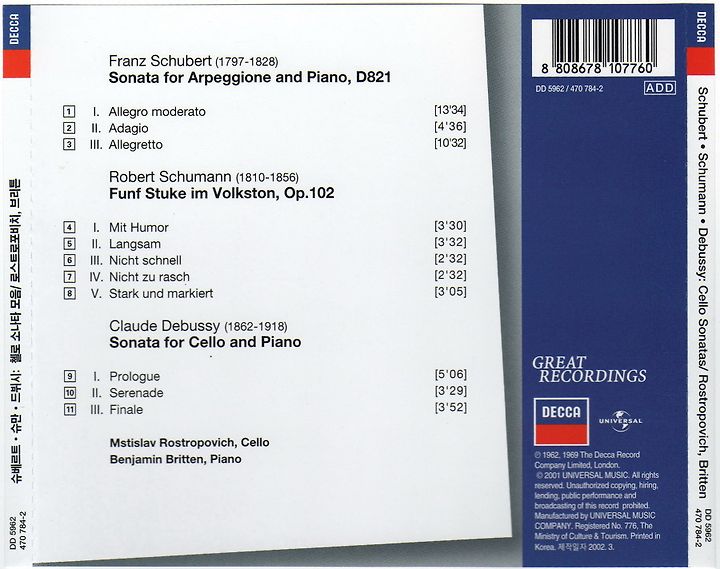 DECCA
슈베르트 • 슈만 • 드뷔시: 첼로 소나타 모음/ 로스트로포비치, 브리튼
DD 5962
470 784-2
Franz Schubert (1797-1828)
Sonata for Arpeggione and Piano, D821
1 I. Allegro moderato [13'34]
2 II. Adagio [4'36]
3 III. Allegretto [10'32]
Robert Schumann (1810-1856)
Funf Stuke im Volkston, Op.102
4 I. Mit Humor [3'30]
5 II. Langsam [3'32]
6 III. Nicht schnell [2'32]
7 IV. Nicht zu rasch [2'32]
8 V. Stark und markiert [3'05]
Claude Debussy (1862-1918)
Sonata for Cello and Piano
9 I. Prologue [5'06]
10 II. Serenade [3'29]
11 III. Finale [3'52]
Mstislav Rostropovich, Cello
Benjamin Britten, Piano
8 808678 107760
DD 5962 / 470 784-2 ADD
GREAT
RECORDINGS
DECCA
UNIVERSAL
℗ 1962, 1969 The Decca Record
Company Limited, London.
© 2001 UNIVERSAL MUSIC. All rights
reserved. Unauthorized copying, hiring,
lending, public performance and
broadcasting of this record prohited.
Manufactured by UNIVERSAL MUSIC
COMPANY. Registered No. 776, The
Ministry of Culture & Tourism. Printed in
Korea. 제작일자 2002. 3.
DECCA
Schubert • Schumann • Debussy: Cello Sonatas/ Rostropovich, Britten
DD 5962
470 784-2